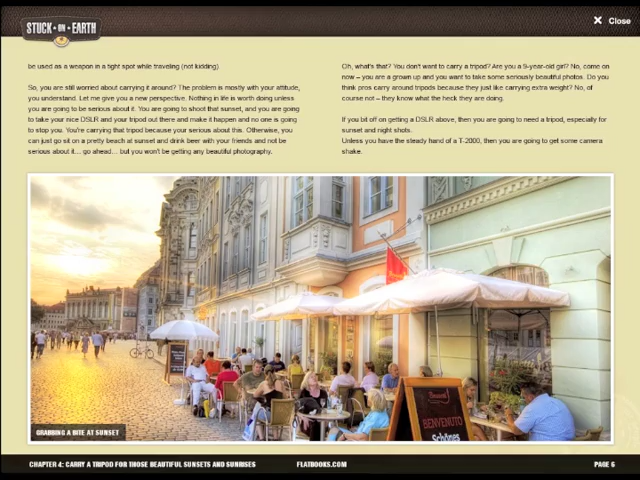 STUCK • ON • EARTH
Close
be used as a weapon in a tight spot while traveling (not kidding).
So, you are still worried about carrying it around? The problem is mostly with your attitude,
you understand. Let me give you a new perspective. Nothing in life is worth doing unless
you are going to be serious about it. You are going to shoot that sunset, and you are going
to take your nice DSLR and your tripod out there and make it happen and no one is going
to stop you. You're carrying that tripod because your serious about this. Otherwise, you
can just go sit on a pretty beach at sunset and drink beer with your friends and not be
serious about it… go ahead… but you won't be getting any beautiful photography.
Oh, what's that? You don't want to carry a tripod? Are you a 9-year-old girl? No, come on
now – you are a grown up and you want to take some seriously beautiful photos. Do you
think pros carry around tripods because they just like carrying extra weight? No, of
course not – they know what the heck they are doing.
If you bit off on getting a DSLR above, then you are going to need a tripod, especially for
sunset and night shots.
Unless you have the steady hand of a T-2000, then you are going to get some camera
shake.
BENVENUTO
Schönes
GRABBING A BITE AT SUNSET
CHAPTER 4: CARRY A TRIPOD FOR THOSE BEAUTIFUL SUNSETS AND SUNRISES
FLATBOOKS.COM
PAGE 6